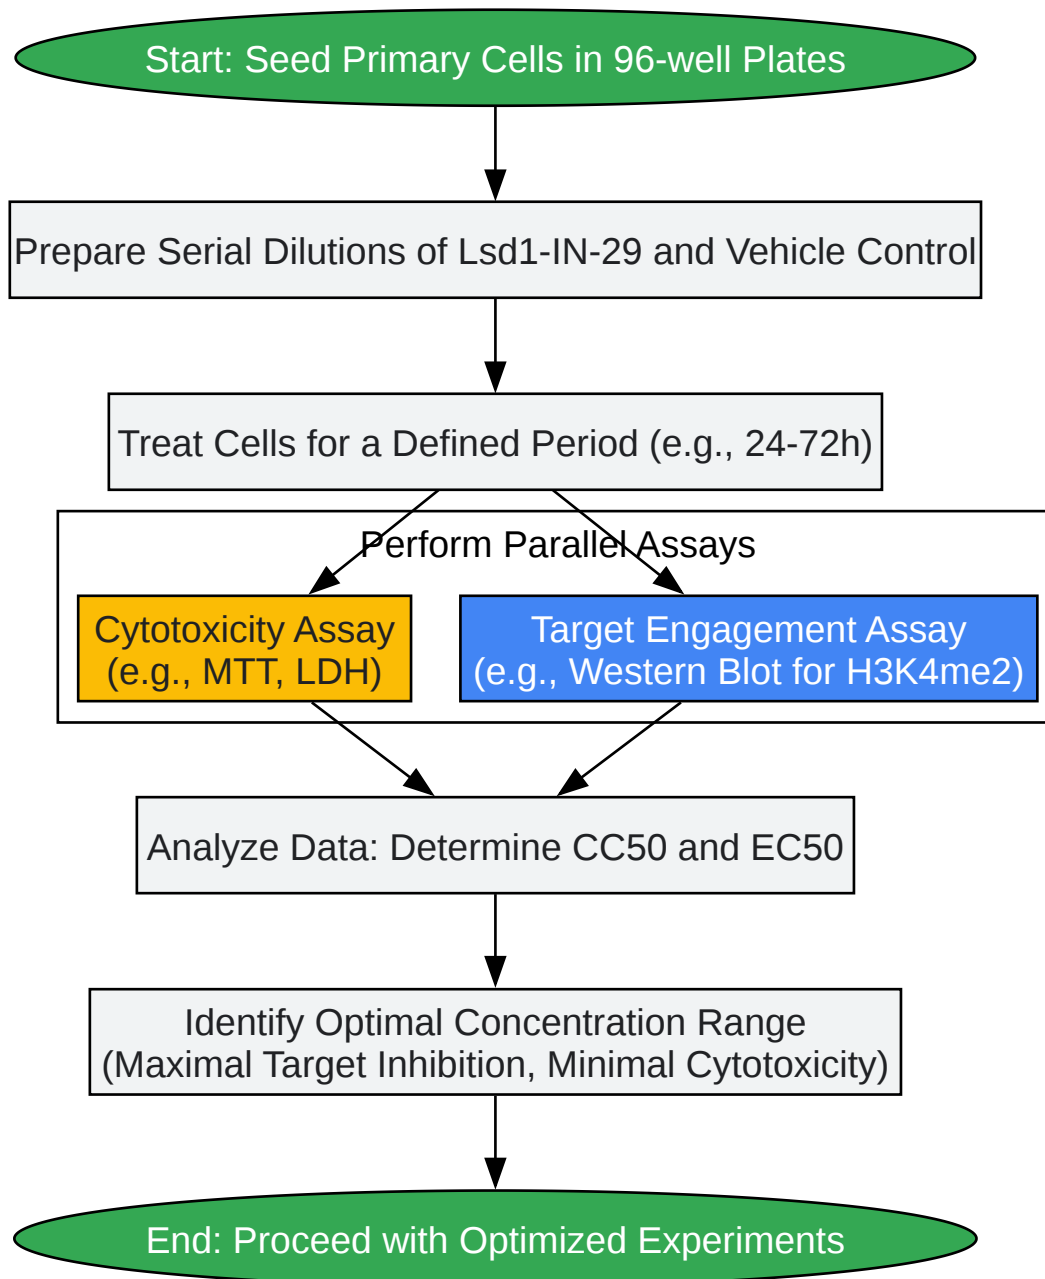 Start: Seed Primary Cells in 96-well Plates
Prepare Serial Dilutions of Lsd1-IN-29 and Vehicle Control
Treat Cells for a Defined Period (e.g., 24-72h)
Perform Parallel Assays
Cytotoxicity Assay
(e.g., MTT, LDH)
Target Engagement Assay
(e.g., Western Blot for H3K4me2)
Analyze Data: Determine CC50 and EC50
Identify Optimal Concentration Range
(Maximal Target Inhibition, Minimal Cytotoxicity)
End: Proceed with Optimized Experiments